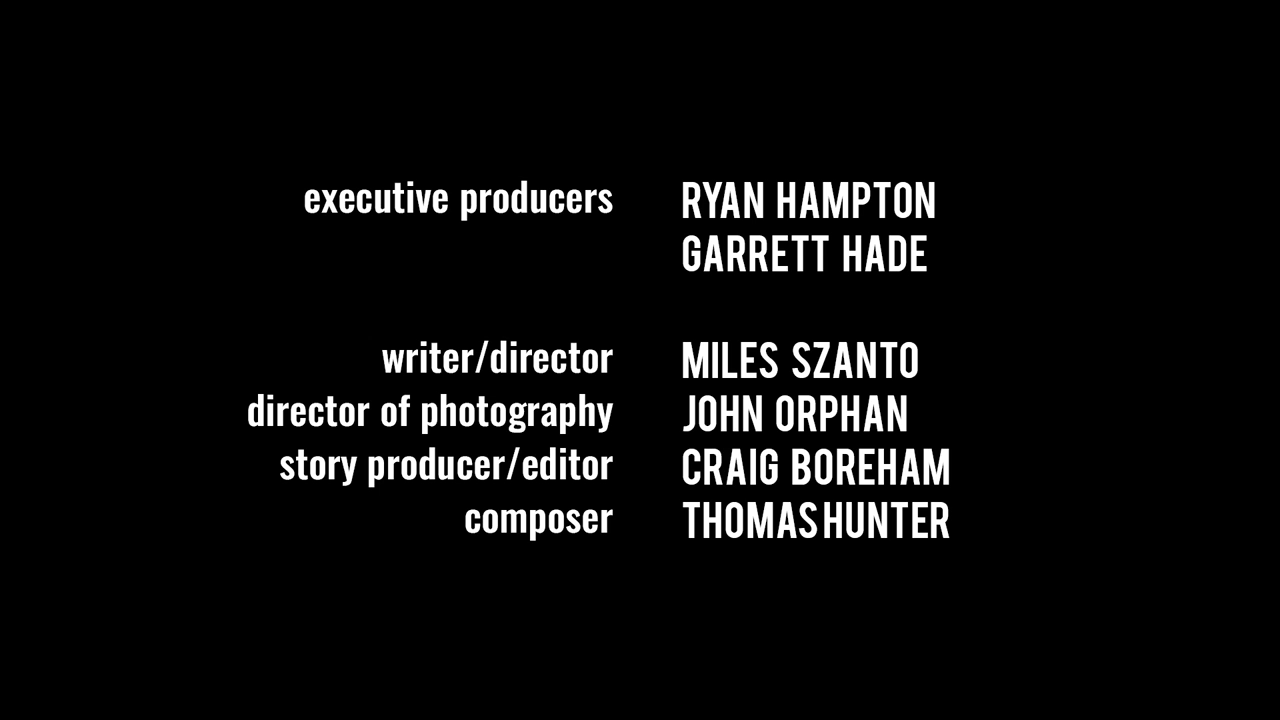 executive producers RYAN HAMPTON
GARRETT HADE
writer/director MILES SZANTO
director of photography JOHN ORPHAN
story producer/editor CRAIG BOREHAM
composer THOMAS HUNTER